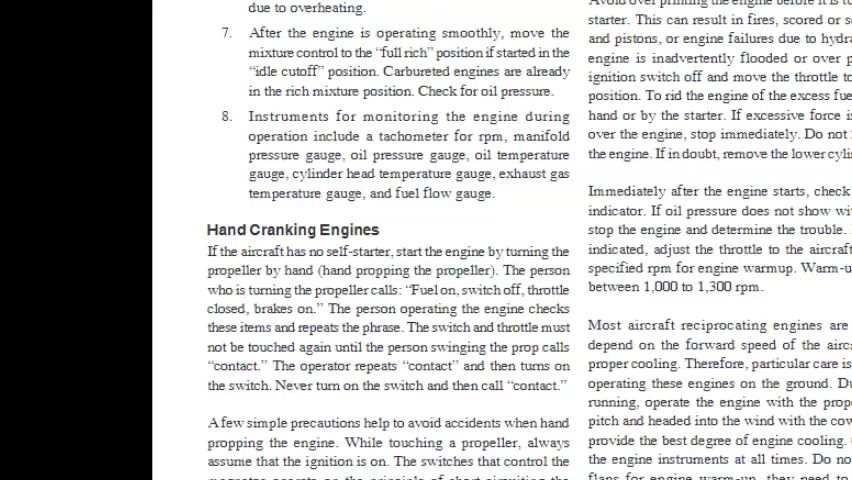 due to overheating.
7. After the engine is operating smoothly, move the
mixture control to the “full rich” position if started in the
“idle cutoff” position. Carbureted engines are already
in the rich mixture position. Check for oil pressure.
8. Instruments for monitoring the engine during
operation include a tachometer for rpm, manifold
pressure gauge, oil pressure gauge, oil temperature
gauge, cylinder head temperature gauge, exhaust gas
temperature gauge, and fuel flow gauge.
Hand Cranking Engines
If the aircraft has no self-starter, start the engine by turning the
propeller by hand (hand propping the propeller). The person
who is turning the propeller calls: “Fuel on, switch off, throttle
closed, brakes on.” The person operating the engine checks
these items and repeats the phrase. The switch and throttle must
not be touched again until the person swinging the prop calls
“contact.” The operator repeats “contact” and then turns on
the switch. Never turn on the switch and then call “contact.”
A few simple precautions help to avoid accidents when hand
propping the engine. While touching a propeller, always
assume that the ignition is on. The switches that control the
starter. This can result in fires, scored or
and pistons, or engine failures due to
engine is inadvertently flooded or over
ignition switch off and move the throttle to
position. To rid the engine of the excess
hand or by the starter. If excessive force
over the engine, stop immediately. Do not
the engine. If in doubt, remove the lower
Immediately after the engine starts, check
indicator. If oil pressure does not show
stop the engine and determine the trouble.
indicated, adjust the throttle to the
specified rpm for engine warmup.
between 1,000 to 1,300 rpm.
Most aircraft reciprocating engines are
depend on the forward speed of the
proper cooling. Therefore, particular care is
operating these engines on the ground.
running, operate the engine with the
pitch and headed into the wind with the
provide the best degree of engine cooling.
the engine instruments at all times. Do